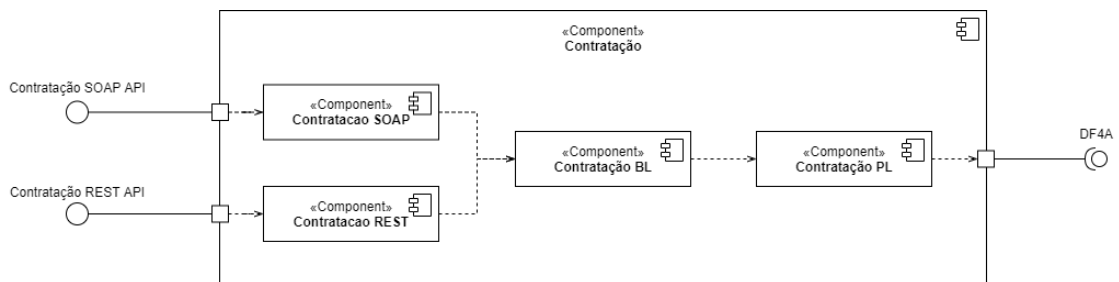 «Component»
Contratação
Contratação SOAP API
«Component»
Contratacao SOAP
«Component»
Contratação BL
«Component»
Contratação PL
DF4A
Contratação REST API
«Component»
Contratacao REST